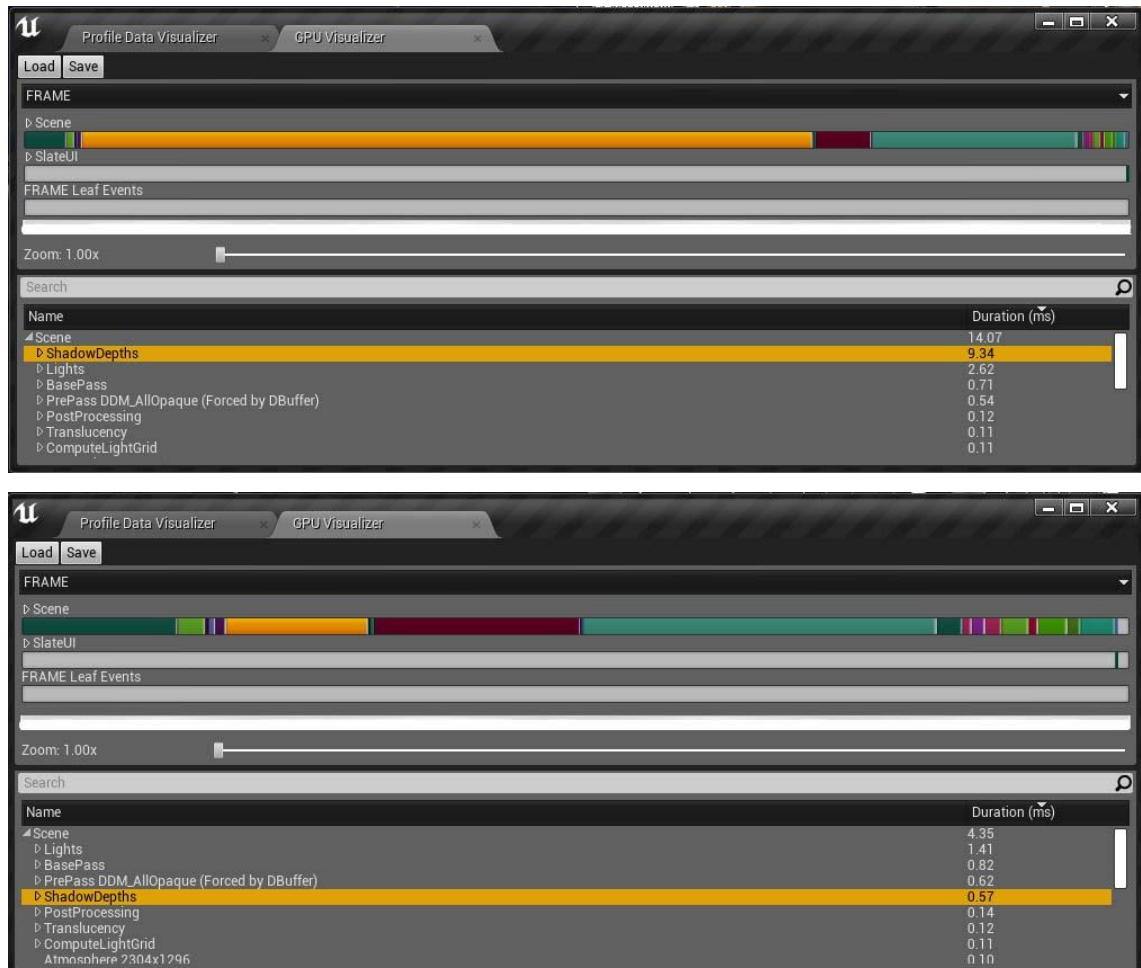 Profile Data Visualizer × GPU Visualizer ×
Load Save
FRAME
Scene
SlateUI
FRAME Leaf Events
Zoom: 1.00x
Search
Name Duration (ms)
Scene 14.07
ShadowDepths 9.34
Lights 2.62
BasePass 0.71
PrePass DDM_AllOpaque (Forced by DBuffer) 0.54
PostProcessing 0.12
Translucency 0.11
ComputeLightGrid 0.11
Profile Data Visualizer × GPU Visualizer ×
Load Save
FRAME
Scene
SlateUI
FRAME Leaf Events
Zoom: 1.00x
Search
Name Duration (ms)
Scene 4.35
Lights 1.41
BasePass 0.82
PrePass DDM_AllOpaque (Forced by DBuffer) 0.62
ShadowDepths 0.57
PostProcessing 0.14
Translucency 0.12
ComputeLightGrid 0.11
Atmosphere 2304x1296 0.10